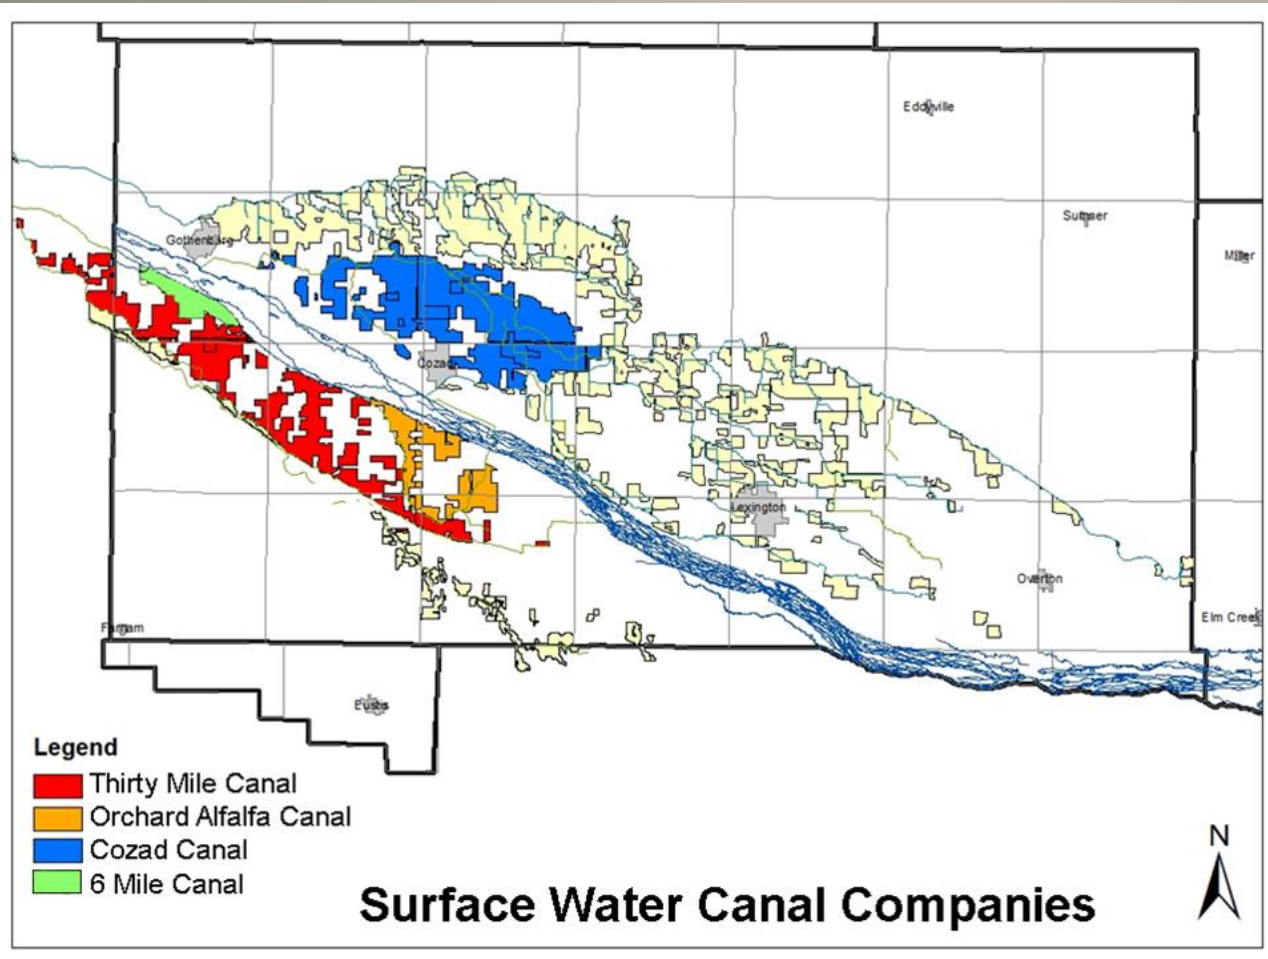 Eddyville
Sumner
Gothenburg
Miller
Cozad
Lexington
Overton
Elm Creek
Farnam
Eustis
Legend
Thirty Mile Canal
Orchard Alfalfa Canal
Cozad Canal
6 Mile Canal
N
Surface Water Canal Companies